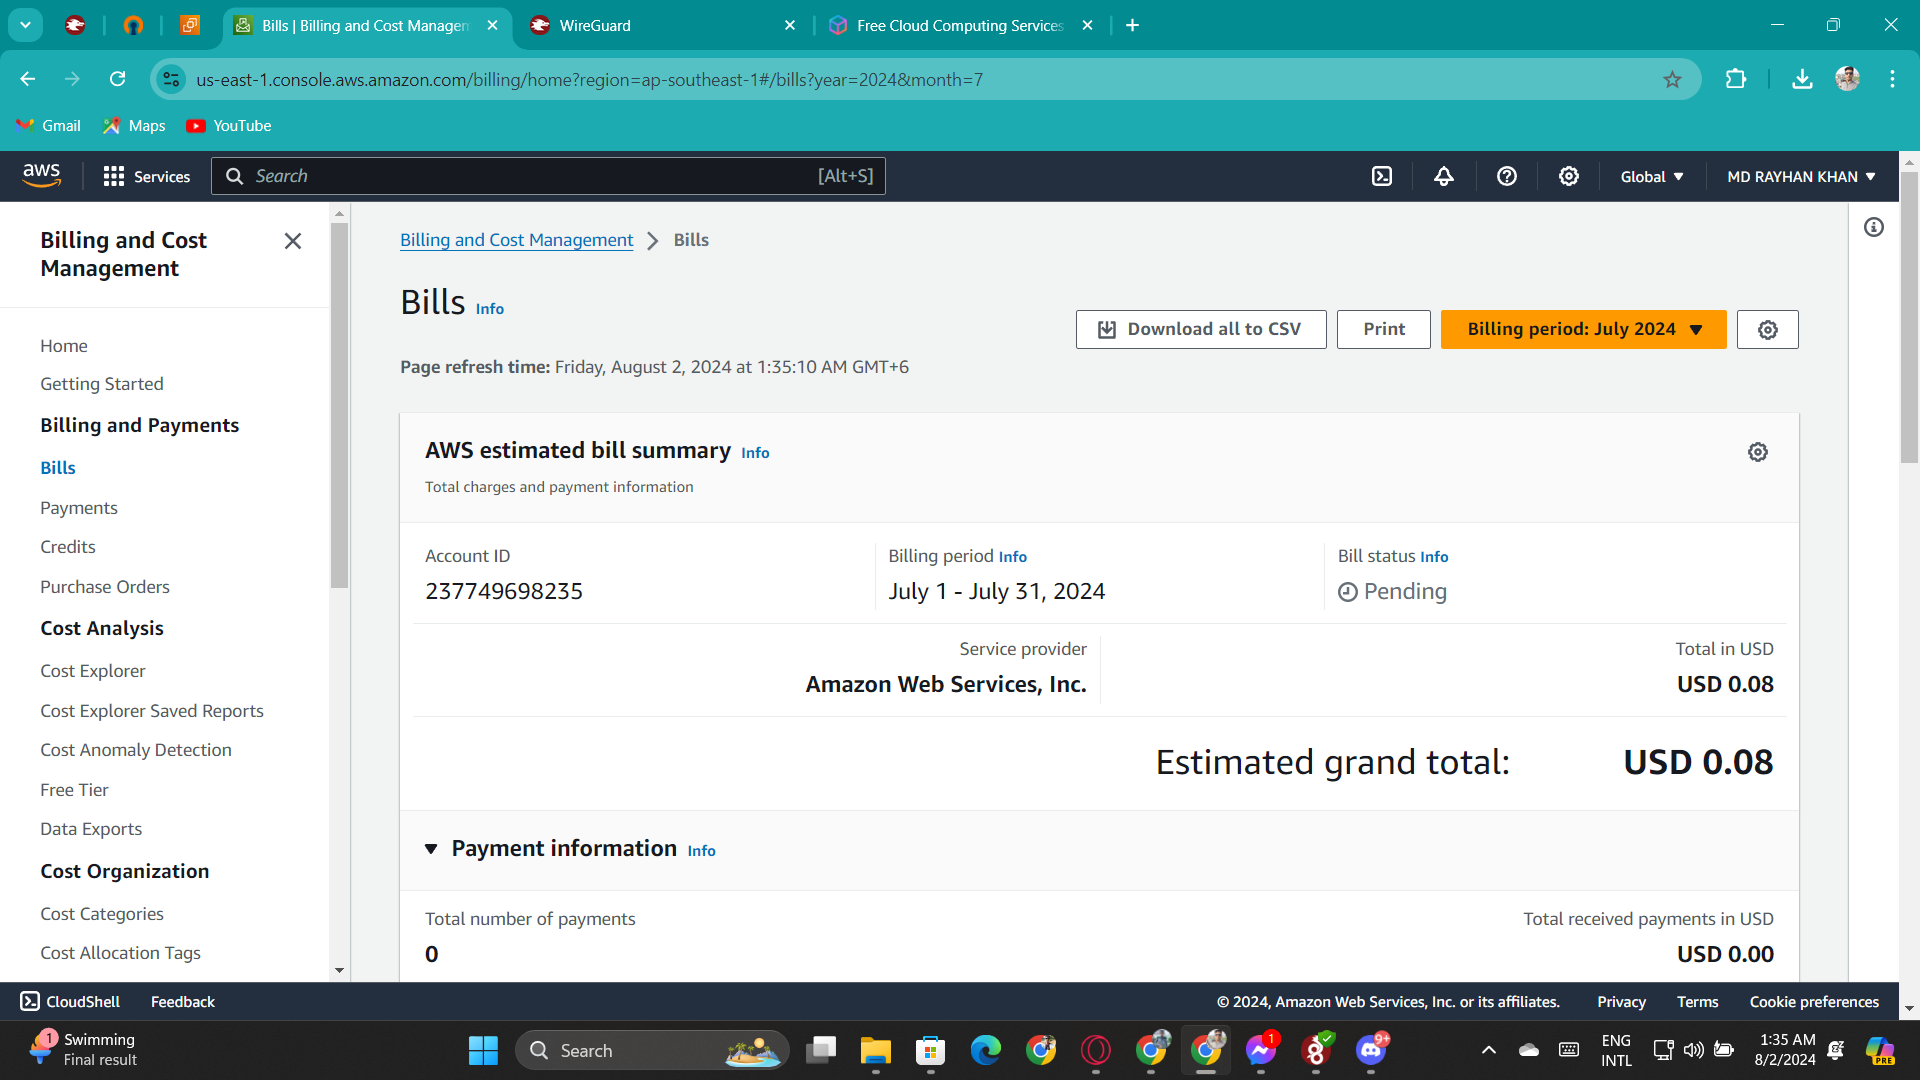 Bills | Billing and Cost Managem
WireGuard
Free Cloud Computing Services
us-east-1.console.aws.amazon.com/billing/home?region=ap-southeast-1#/bills?year=2024&month=7
Gmail
Maps
YouTube
aws
Services
Search
[Alt+S]
Global
MD RAYHAN KHAN
Billing and Cost
Management
Home
Getting Started
Billing and Payments
Bills
Payments
Credits
Purchase Orders
Cost Analysis
Cost Explorer
Cost Explorer Saved Reports
Cost Anomaly Detection
Free Tier
Data Exports
Cost Organization
Cost Categories
Cost Allocation Tags
Billing and Cost Management > Bills
Bills Info
Download all to CSV
Print
Billing period: July 2024
Page refresh time: Friday, August 2, 2024 at 1:35:10 AM GMT+6
AWS estimated bill summary Info
Total charges and payment information
Account ID
237749698235
Billing period Info
July 1 - July 31, 2024
Bill status Info
Pending
Service provider
Amazon Web Services, Inc.
Total in USD
USD 0.08
Estimated grand total: USD 0.08
Payment information Info
Total number of payments
0
Total received payments in USD
USD 0.00
CloudShell
Feedback
© 2024, Amazon Web Services, Inc. or its affiliates.
Privacy
Terms
Cookie preferences
1
Swimming
Final result
Search
1
9+
ENG
INTL
1:35 AM
8/2/2024
PRE